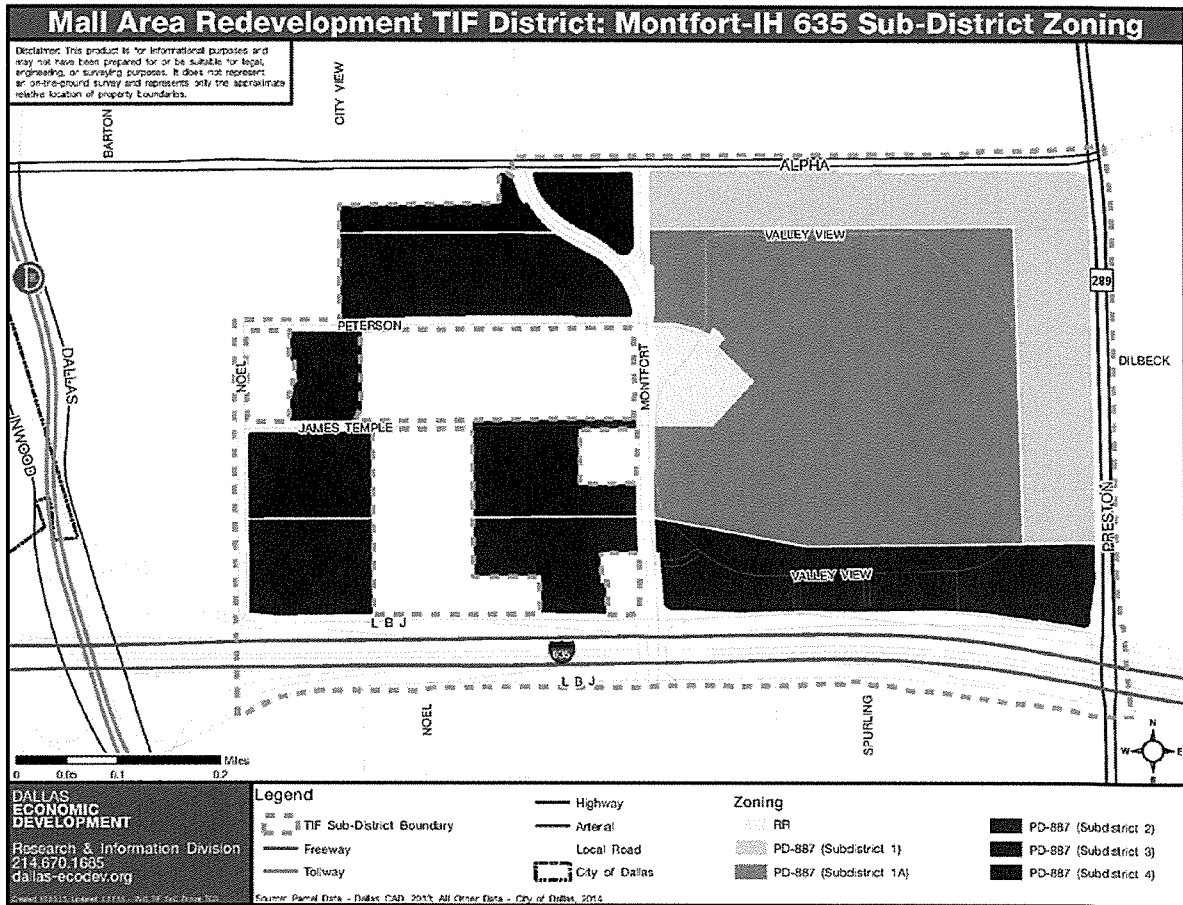 Mall Area Redevelopment TIF District: Montfort-IH 635 Sub-District Zoning
Disclaimer: This product is for informational purposes and
may not have been prepared for or be suitable for legal,
engineering, or surveying purposes. It does not represent
an on-the-ground survey and represents only the approximate
relative location of property boundaries.
BARTON
CITY VIEW
ALPHA
VALLEY VIEW
289
D
PETERSON
DALLAS
NOEL
MONTFORT
DILBECK
JAMES TEMPLE
INWOOD
PRESTON
VALLEY VIEW
L B J
635
L B J
NOEL
SPURLING
N
W E
S
Miles
0 0.05 0.1 0.2
DALLAS
ECONOMIC
DEVELOPMENT
Research & Information Division
214.670.1685
dallas-ecodev.org
Legend
TIF Sub-District Boundary
Freeway
Tollway
Highway
Arterial
Local Road
City of Dallas
Zoning
RR
PD-887 (Subdistrict 1)
PD-887 (Subdistrict 1A)
PD-887 (Subdistrict 2)
PD-887 (Subdistrict 3)
PD-887 (Subdistrict 4)
Source: Parcel Data - Dallas CAD, 2013; All Other Data - City of Dallas, 2014